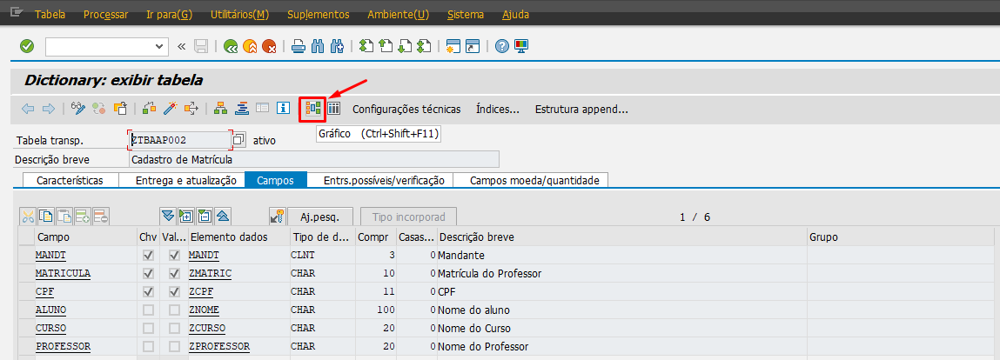 Tabela Processar Ir para(G) Utilitários(M) Suplementos Ambiente(U) Sistema Ajuda
Dictionary: exibir tabela
Configurações técnicas Índices... Estrutura append...
Gráfico (Ctrl+Shift+F11)
Tabela transp. ZTBAAP002 ativo
Descrição breve Cadastro de Matrícula
Características Entrega e atualização Campos Entrs.possíveis/verificação Campos moeda/quantidade
Aj.pesq. Tipo incorporad 1 / 6
Campo Chv Val... Elemento dados Tipo de d... Compr Casas... Descrição breve Grupo
MANDT MANDT CLNT 3 0 Mandante
MATRICULA ZMATRIC CHAR 10 0 Matrícula do Professor
CPF ZCPF CHAR 11 0 CPF
ALUNO ZNOME CHAR 100 0 Nome do aluno
CURSO ZCURSO CHAR 20 0 Nome do Curso
PROFESSOR ZPROFESSOR CHAR 20 0 Nome do Professor